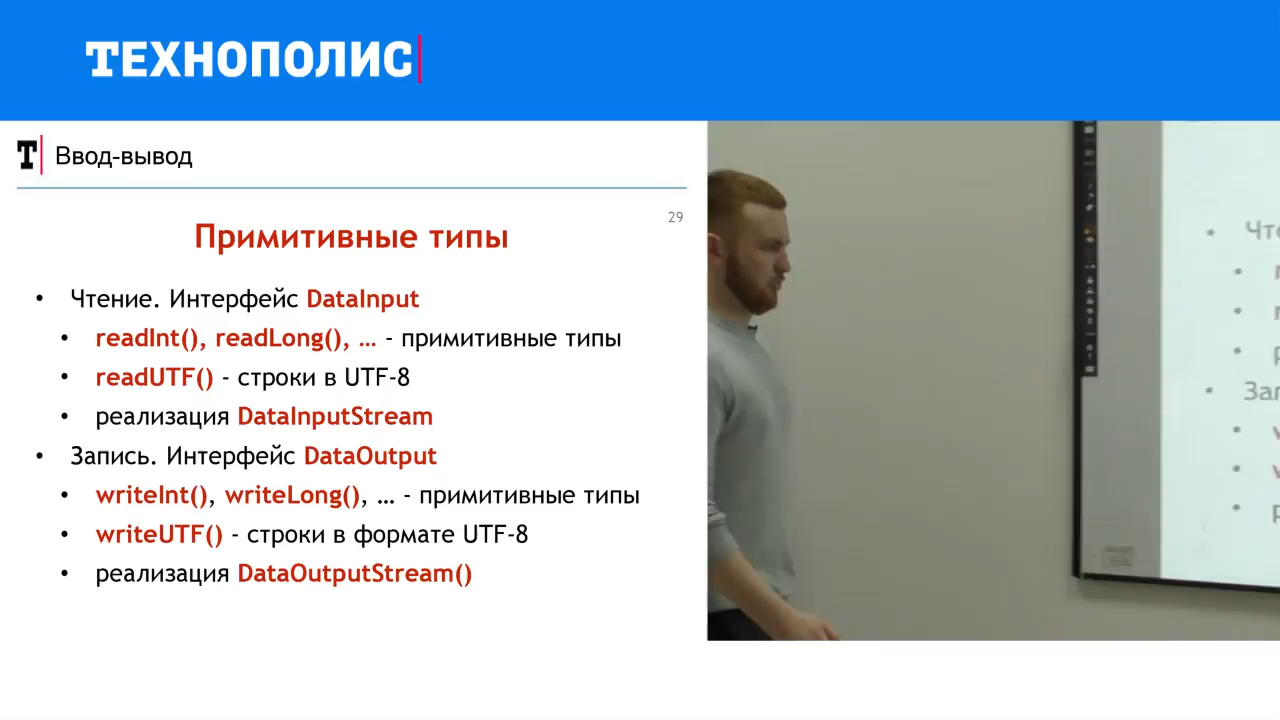 ТЕХНОПОЛИС
Т Ввод-вывод
29
Примитивные типы
• Чтение. Интерфейс DataInput
• readInt(), readLong(), … - примитивные типы
• readUTF() - строки в UTF-8
• реализация DataInputStream
• Запись. Интерфейс DataOutput
• writeInt(), writeLong(), … - примитивные типы
• writeUTF() - строки в формате UTF-8
• реализация DataOutputStream()